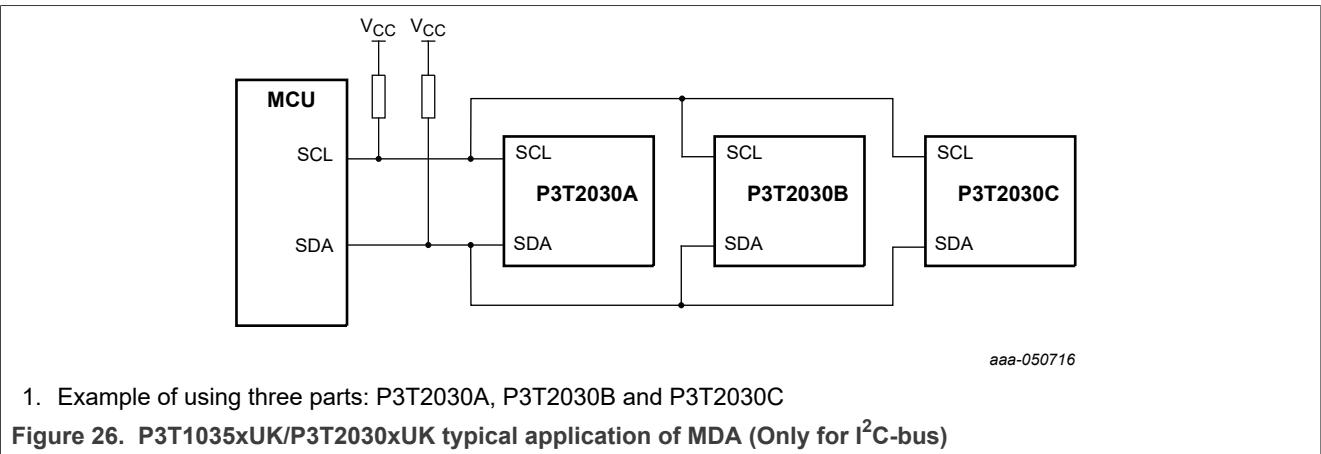 VCC VCC
MCU
SCL SCL SCL SCL
P3T2030A P3T2030B P3T2030C
SDA SDA SDA SDA
aaa-050716
1. Example of using three parts: P3T2030A, P3T2030B and P3T2030C
Figure 26. P3T1035xUK/P3T2030xUK typical application of MDA (Only for I²C-bus)